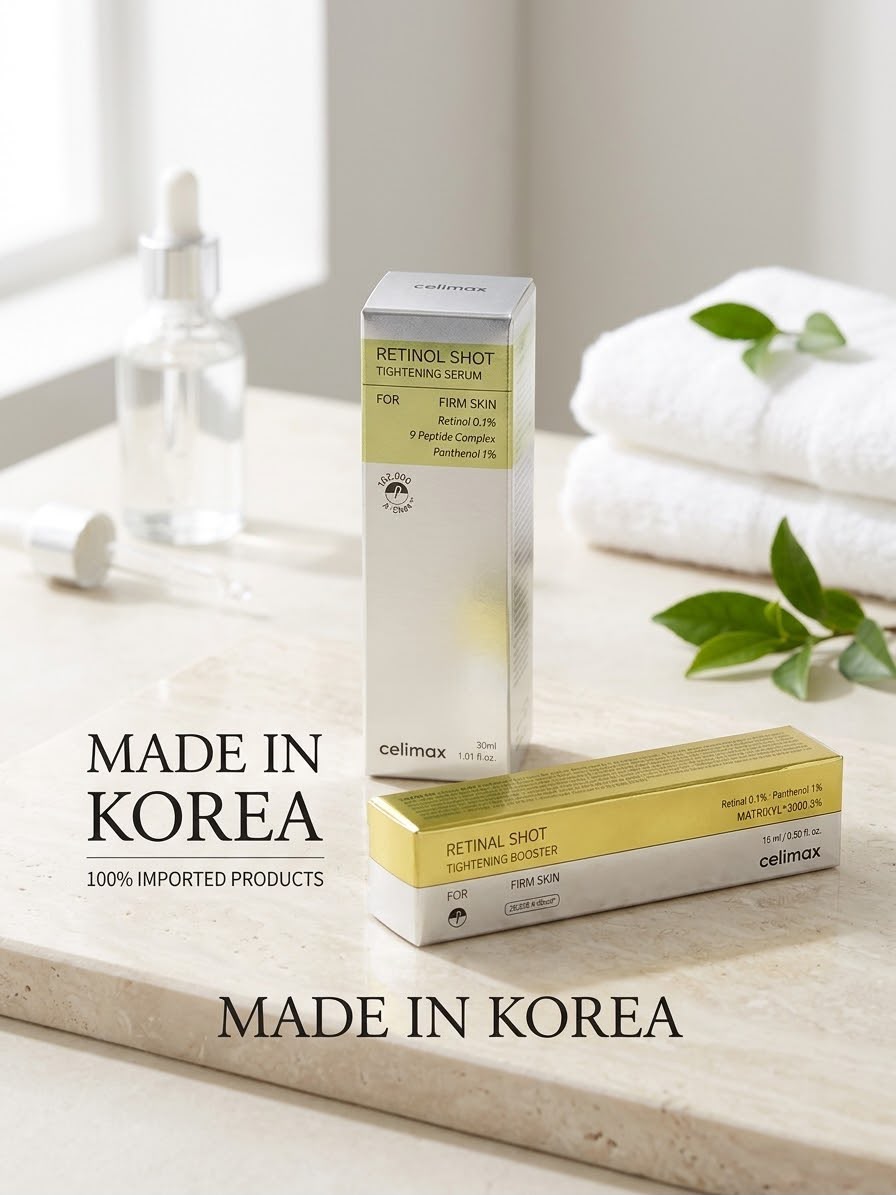 celimax
RETINOL SHOT
TIGHTENING SERUM
FOR FIRM SKIN
Retinol 0.1%
9 Peptide Complex
Panthenol 1%
celimax
30ml
1.01 fl.oz.
MADE IN
KOREA
100% IMPORTED PRODUCTS
RETINAL SHOT
TIGHTENING BOOSTER
FOR FIRM SKIN
Retinal 0.1% · Panthenol 1%
MATRIXYL®3000 3%
15 ml / 0.50 fl. oz.
celimax
MADE IN KOREA